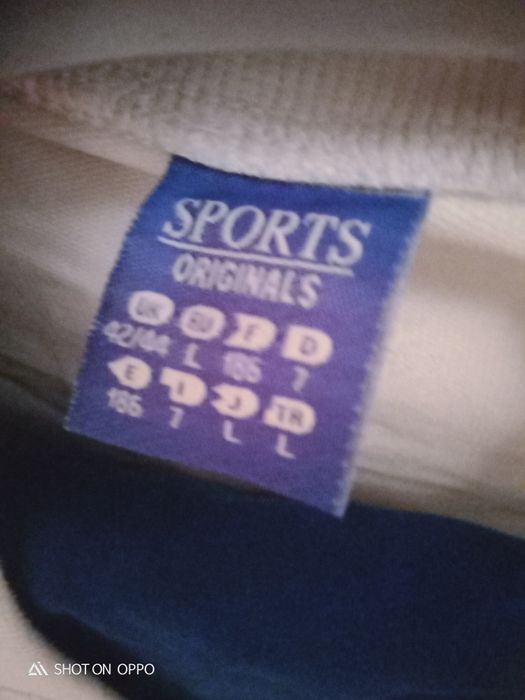 SPORTS
ORIGINALS
UK EU F D
42/44 L 186 7
E I J TR
186 7 L L
SHOT ON OPPO